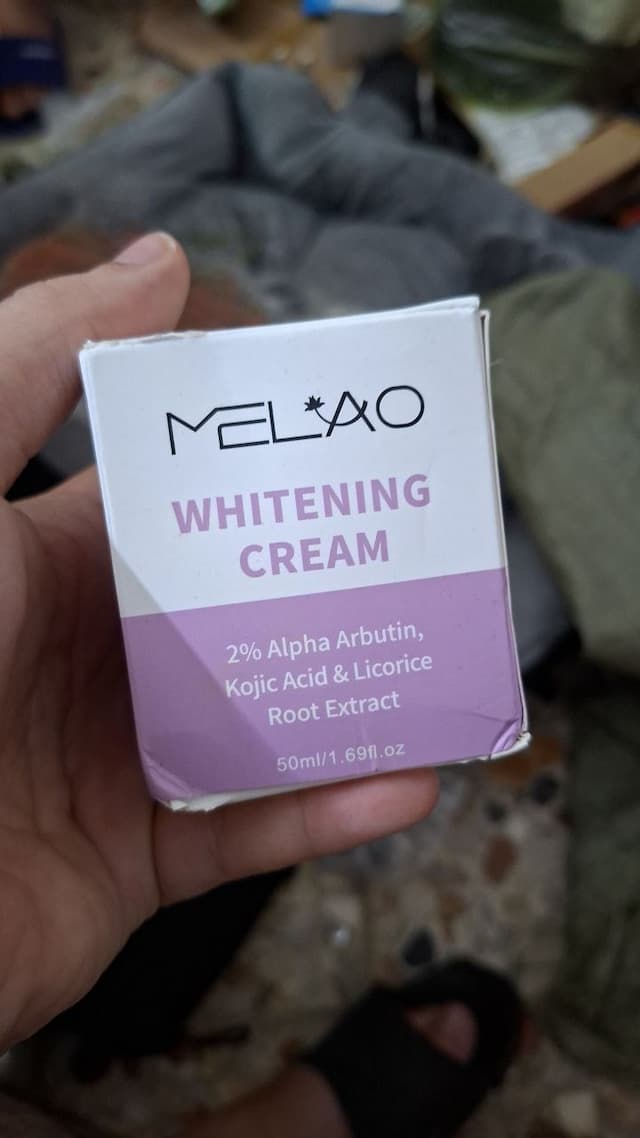 MELAO
WHITENING
CREAM
2% Alpha Arbutin,
Kojic Acid & Licorice
Root Extract
50ml/1.69fl.oz